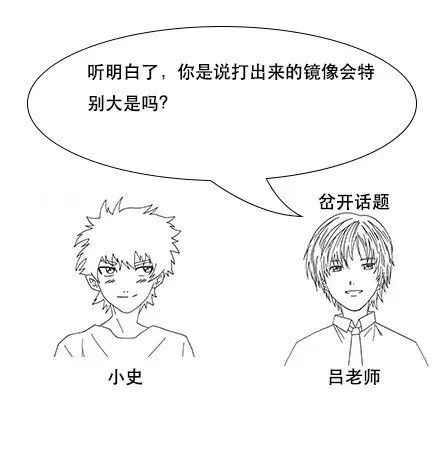 听明白了，你是说打出来的镜像会特
别大是吗？
岔开话题
小史
吕老师